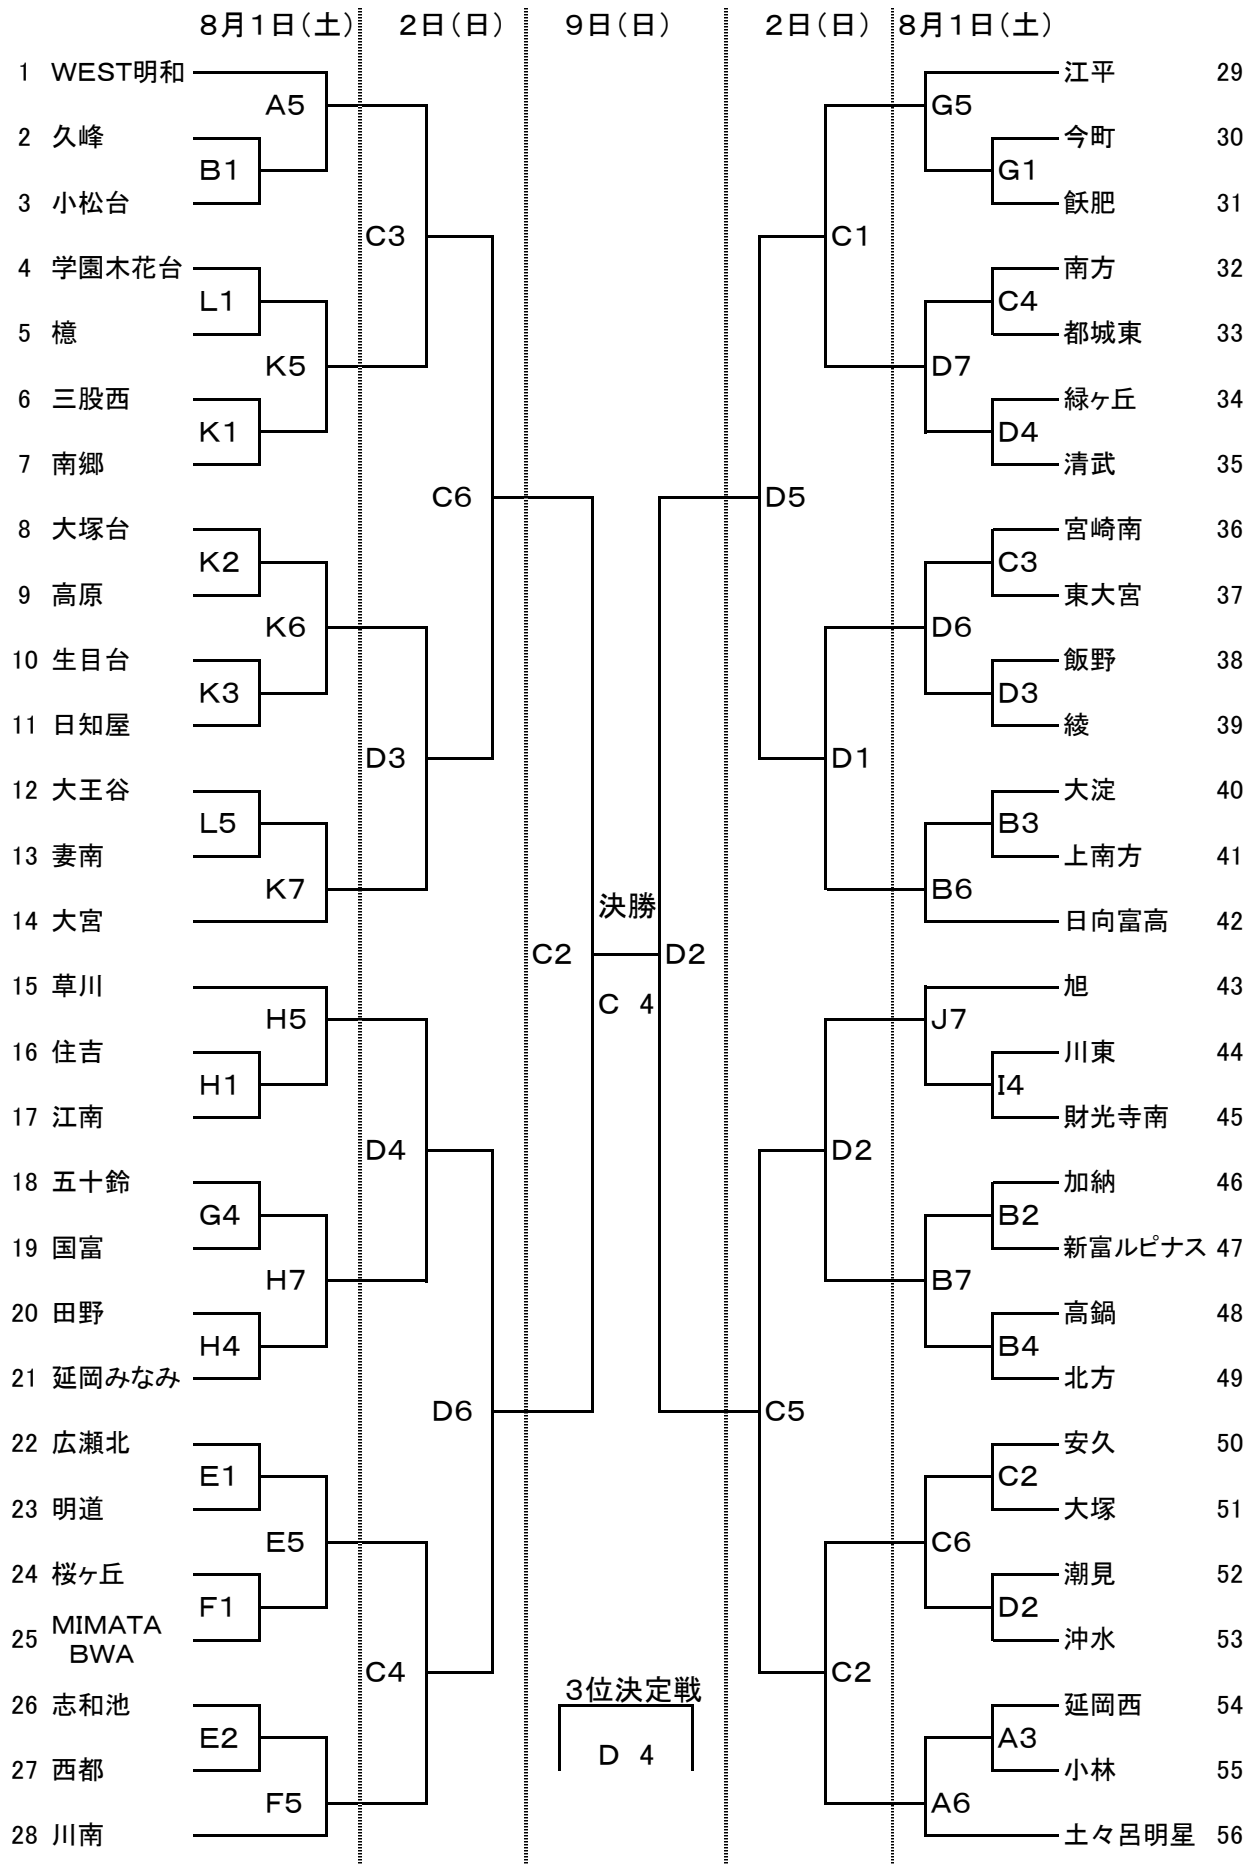 8月1日(土) 2日(日) 9日(日) 2日(日) 8月1日(土)
1 WEST明和 江平 29
A5 G5
2 久峰 今町 30
B1 G1
3 小松台 飫肥 31
C3 C1
4 学園木花台 南方 32
L1 C4
5 檍 都城東 33
K5 D7
6 三股西 緑ヶ丘 34
K1 D4
7 南郷 清武 35
C6 D5
8 大塚台 宮崎南 36
K2 C3
9 高原 東大宮 37
K6 D6
10 生目台 飯野 38
K3 D3
11 日知屋 綾 39
D3 D1
12 大王谷 大淀 40
L5 B3
13 妻南 上南方 41
K7 B6
決勝
14 大宮 日向富高 42
C2 D2
15 草川 旭 43
C 4
H5 J7
16 住吉 川東 44
H1 I4
17 江南 財光寺南 45
D4 D2
18 五十鈴 加納 46
G4 B2
19 国富 新富ルピナス 47
H7 B7
20 田野 高鍋 48
H4 B4
21 延岡みなみ 北方 49
D6 C5
22 広瀬北 安久 50
E1 C2
23 明道 大塚 51
E5 C6
24 桜ヶ丘 潮見 52
F1 D2
25 MIMATA 沖水 53
BWA
C4 C2
3位決定戦
26 志和池 延岡西 54
E2 D 4 A3
27 西都 小林 55
F5 A6
28 川南 土々呂明星 56